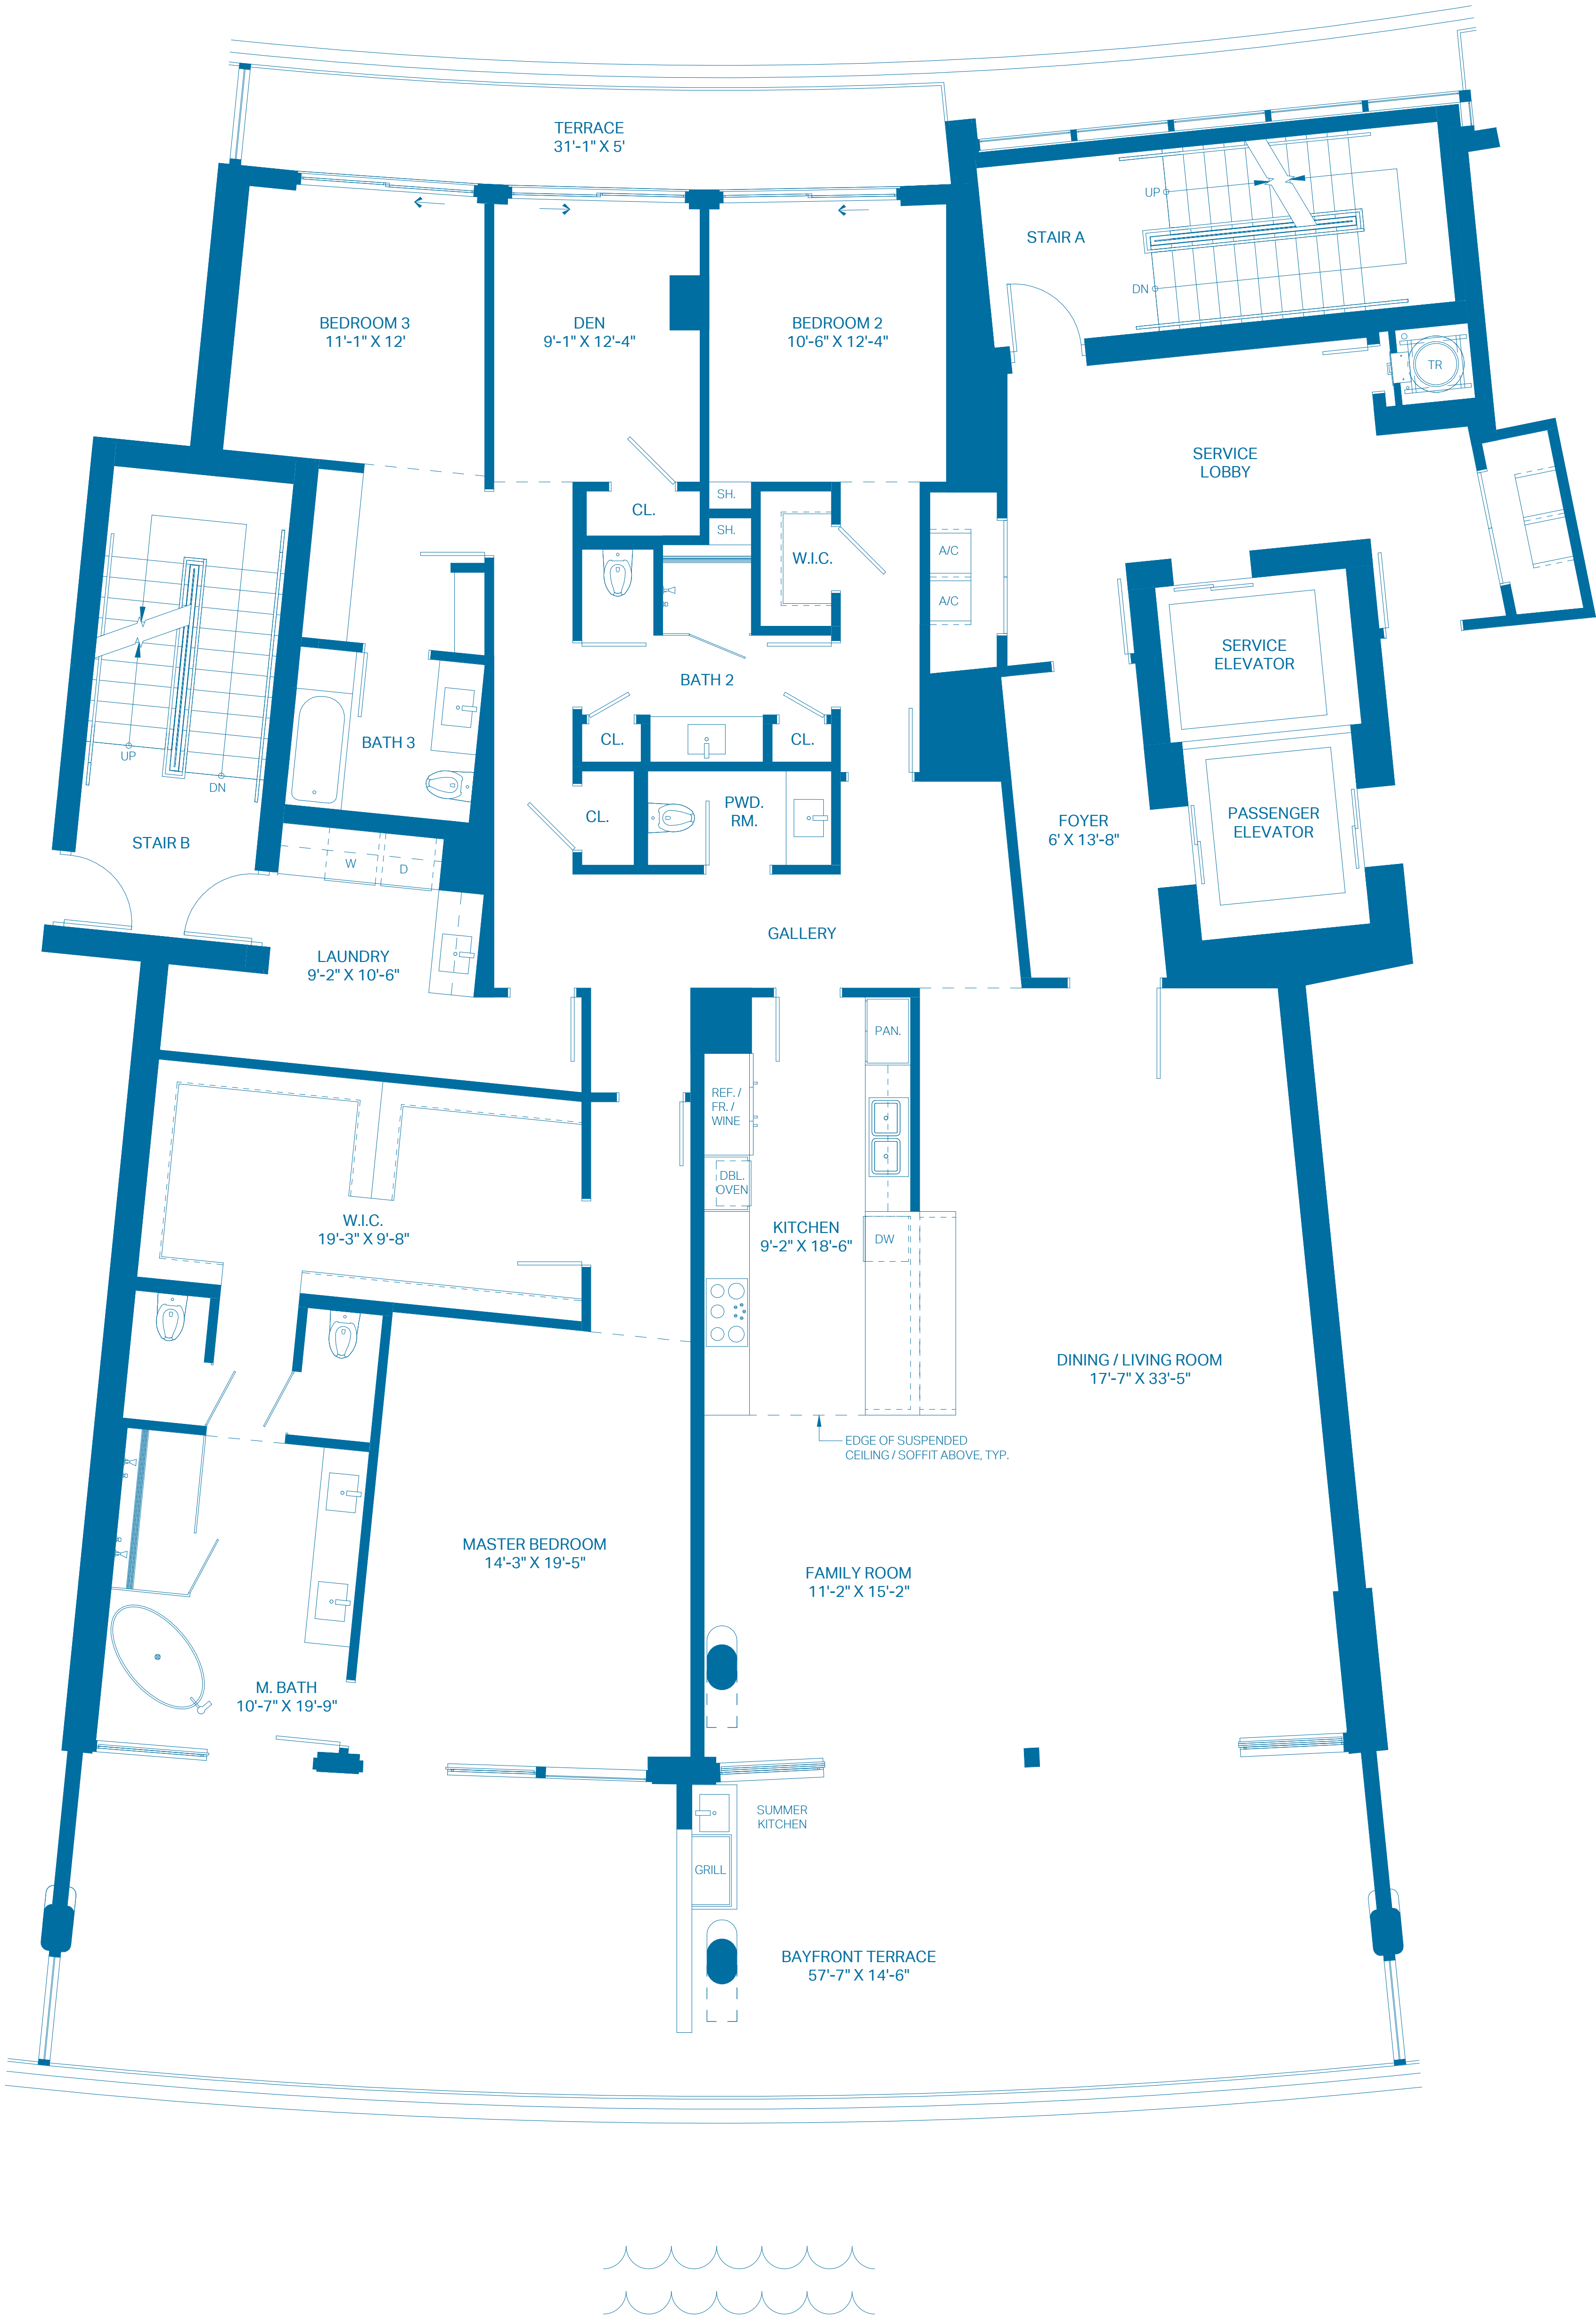 TERRACE
31'-1" X 5'
UP
STAIR A
DN
BEDROOM 3
11'-1" X 12'
DEN
9'-1" X 12'-4"
BEDROOM 2
10'-6" X 12'-4"
TR
SERVICE
LOBBY
CL.
SH.
SH.
W.I.C.
A/C
A/C
SERVICE
ELEVATOR
BATH 2
CL.
CL.
BATH 3
UP
DN
STAIR B
CL.
PWD.
RM.
FOYER
6' X 13'-8"
PASSENGER
ELEVATOR
W
D
GALLERY
LAUNDRY
9'-2" X 10'-6"
PAN.
REF. /
FR. /
WINE
DBL.
OVEN
W.I.C.
19'-3" X 9'-8"
KITCHEN
9'-2" X 18'-6"
DW
DINING / LIVING ROOM
17'-7" X 33'-5"
EDGE OF SUSPENDED
CEILING / SOFFIT ABOVE, TYP.
MASTER BEDROOM
14'-3" X 19'-5"
FAMILY ROOM
11'-2" X 15'-2"
M. BATH
10'-7" X 19'-9"
SUMMER
KITCHEN
GRILL
BAYFRONT TERRACE
57'-7" X 14'-6"